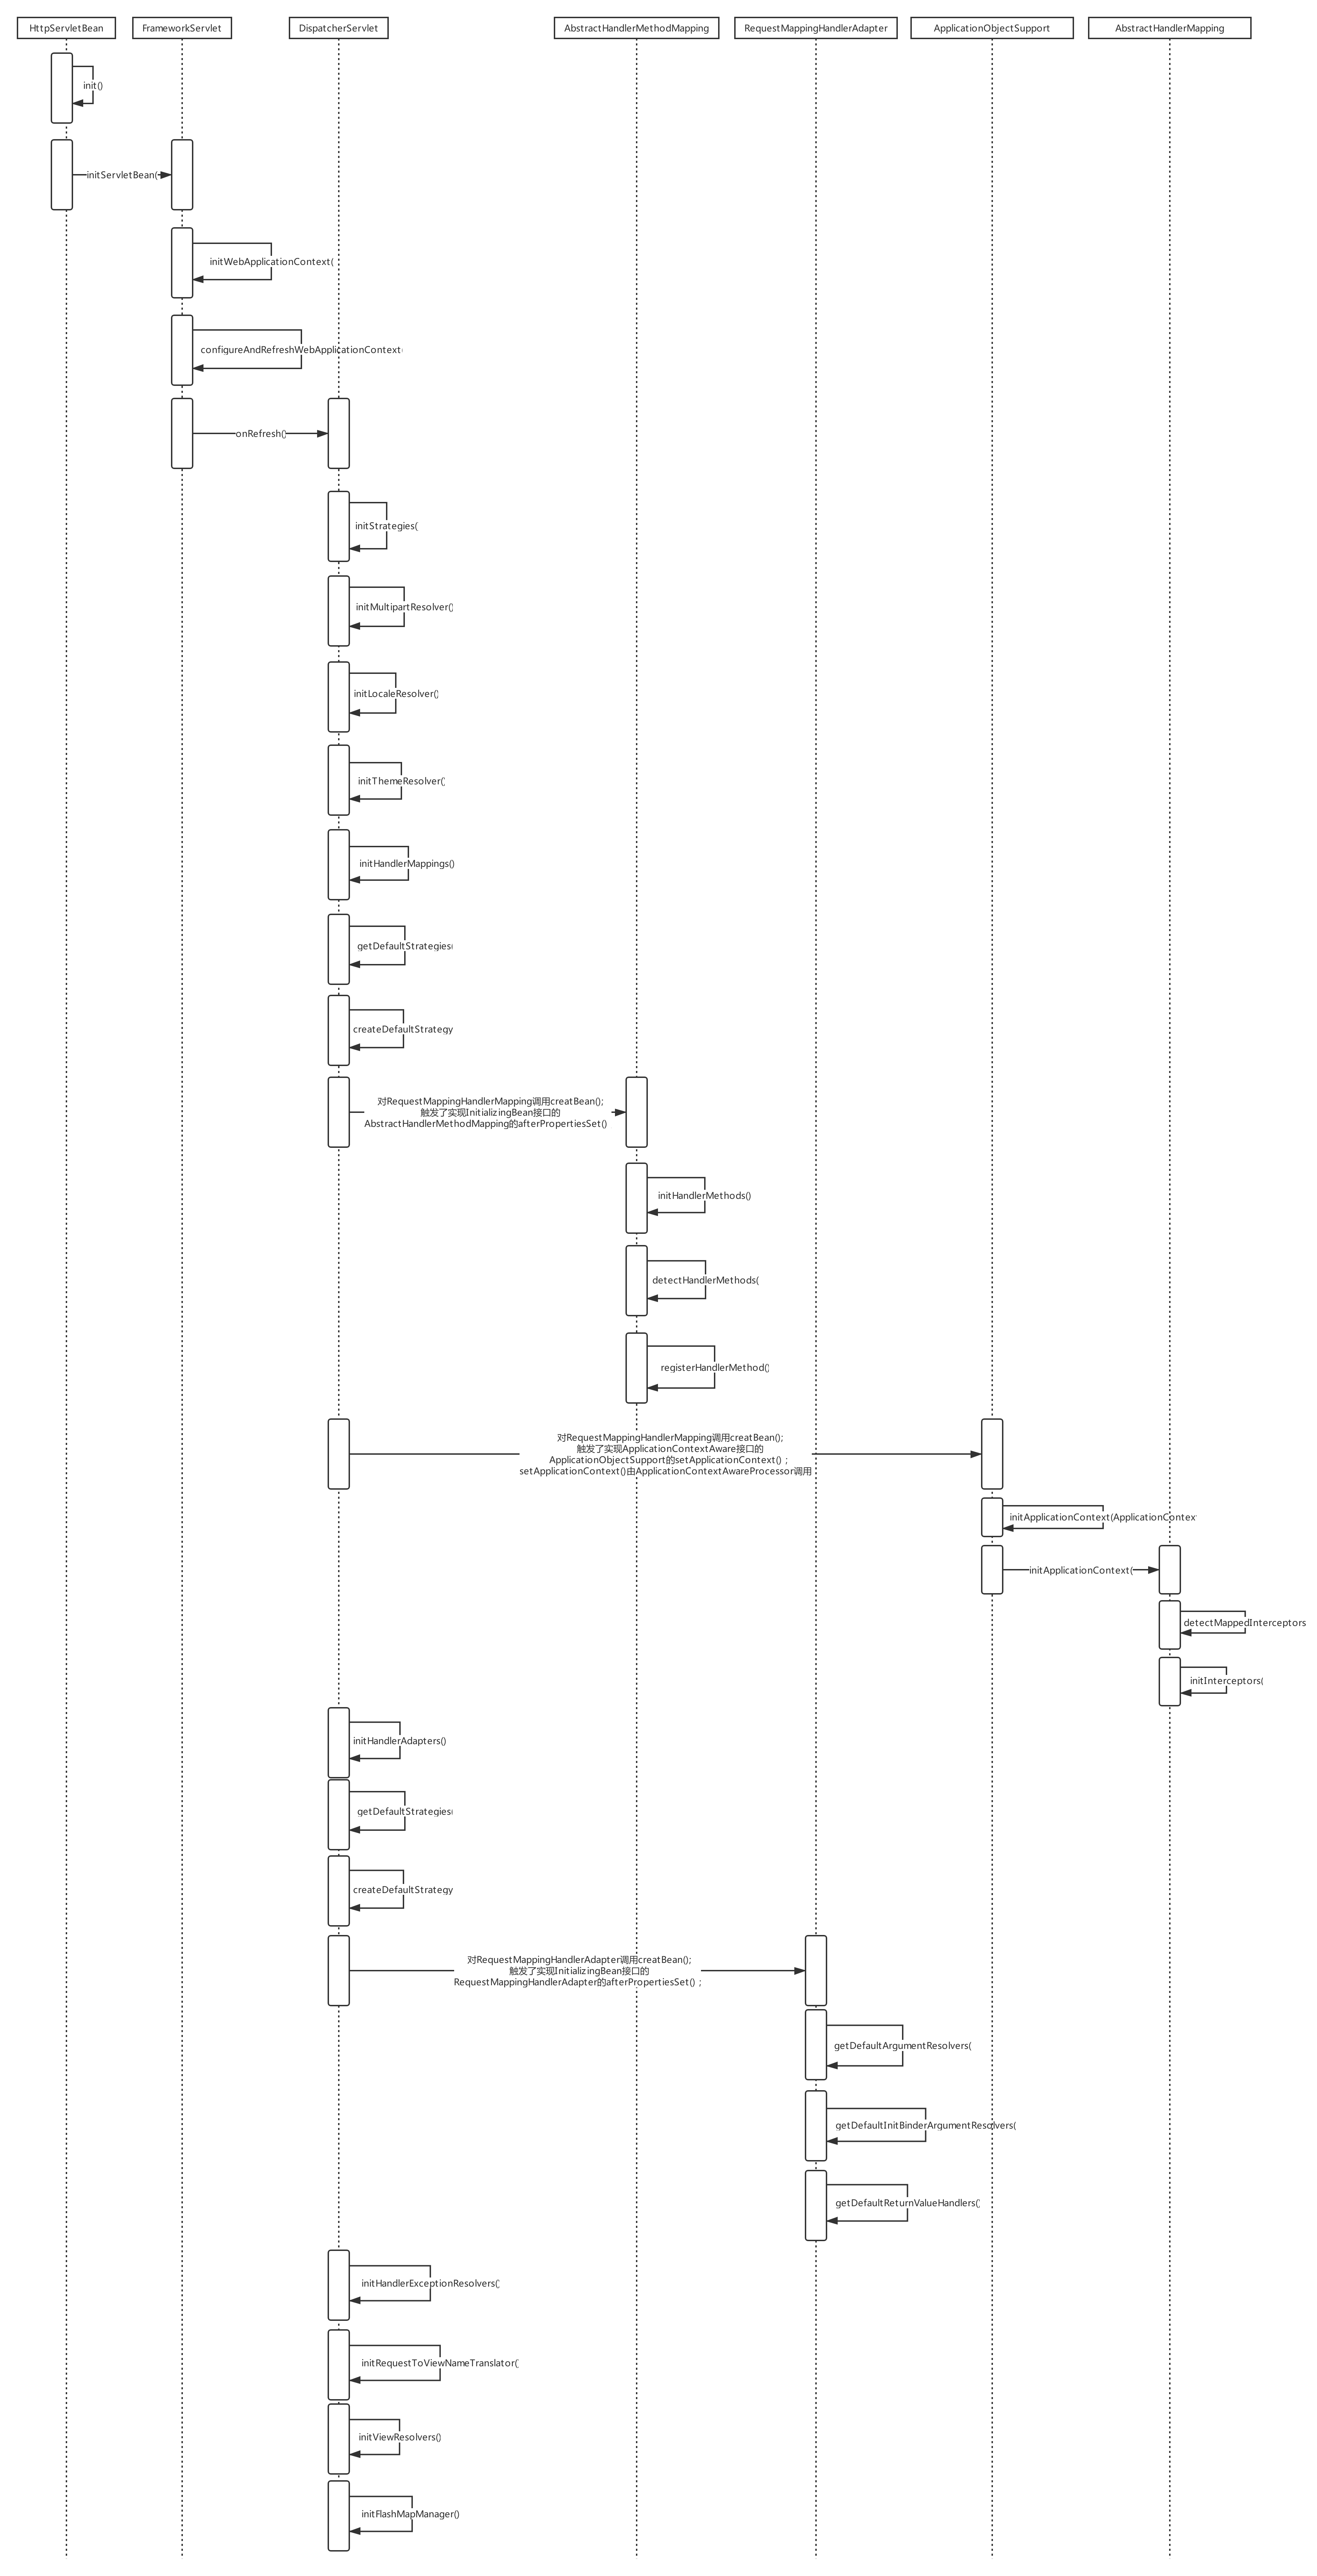 HttpServletBean
FrameworkServlet
DispatcherServlet
AbstractHandlerMethodMapping
RequestMappingHandlerAdapter
ApplicationObjectSupport
AbstractHandlerMapping
init()
initServletBean(
initWebApplicationContext(
configureAndRefreshWebApplicationContext(
onRefresh()
initStrategies(
initMultipartResolver()
initLocaleResolver()
initThemeResolver()
initHandlerMappings()
getDefaultStrategies(
createDefaultStrategy
对RequestMappingHandlerMapping调用creatBean();
触发了实现InitializingBean接口的
AbstractHandlerMethodMapping的afterPropertiesSet()
initHandlerMethods()
detectHandlerMethods(
registerHandlerMethod()
对RequestMappingHandlerMapping调用creatBean();
触发了实现ApplicationContextAware接口的
ApplicationObjectSupport的setApplicationContext() ;
setApplicationContext()由ApplicationContextAwareProcessor调用
initApplicationContext(ApplicationContex
initApplicationContext(
detectMappedInterceptors
initInterceptors(
initHandlerAdapters()
getDefaultStrategies(
createDefaultStrategy
对RequestMappingHandlerAdapter调用creatBean();
触发了实现InitializingBean接口的
RequestMappingHandlerAdapter的afterPropertiesSet() ;
getDefaultArgumentResolvers(
getDefaultInitBinderArgumentResolvers(
getDefaultReturnValueHandlers()
initHandlerExceptionResolvers()
initRequestToViewNameTranslator()
initViewResolvers()
initFlashMapManager()